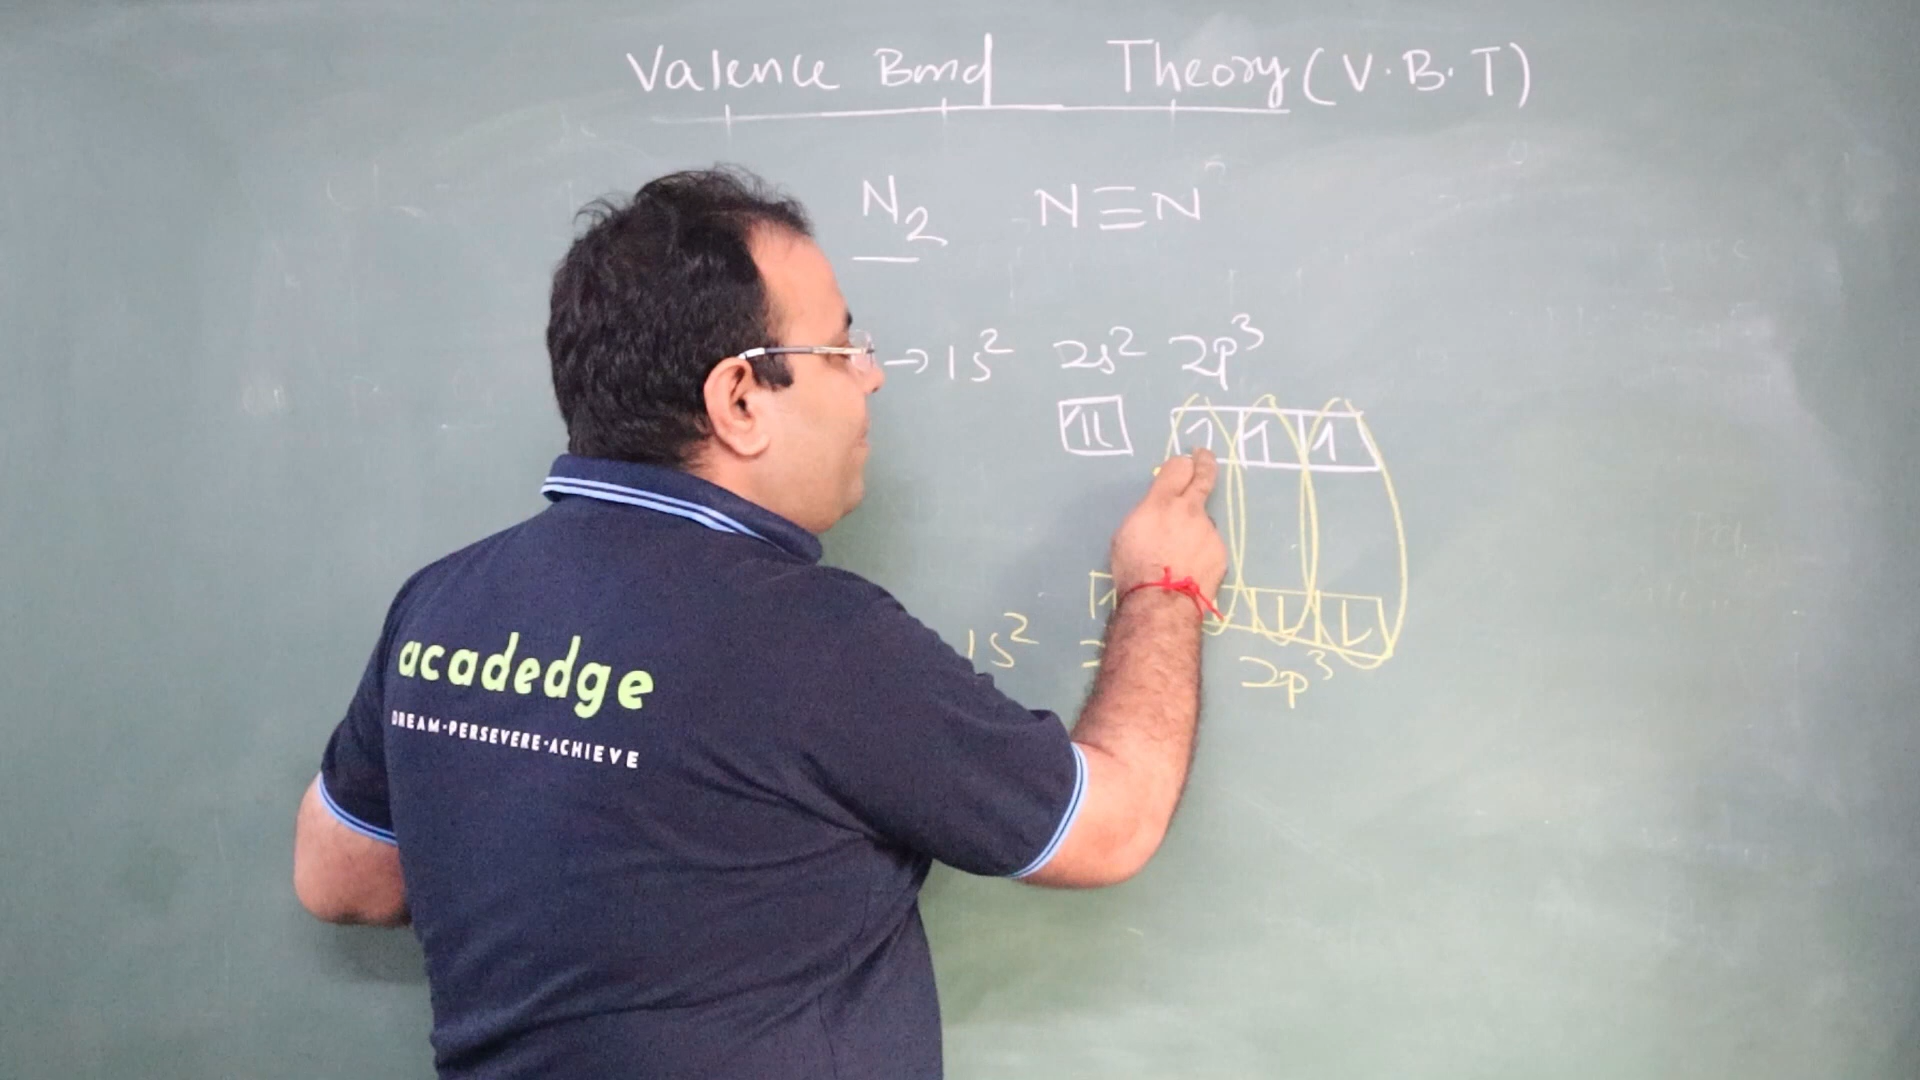 Valence Bond Theory (V.B.T)
N2 N≡N
→ 1s² 2s² 2p³
1s² 2p³
acadedge
DREAM·PERSEVERE·ACHIEVE